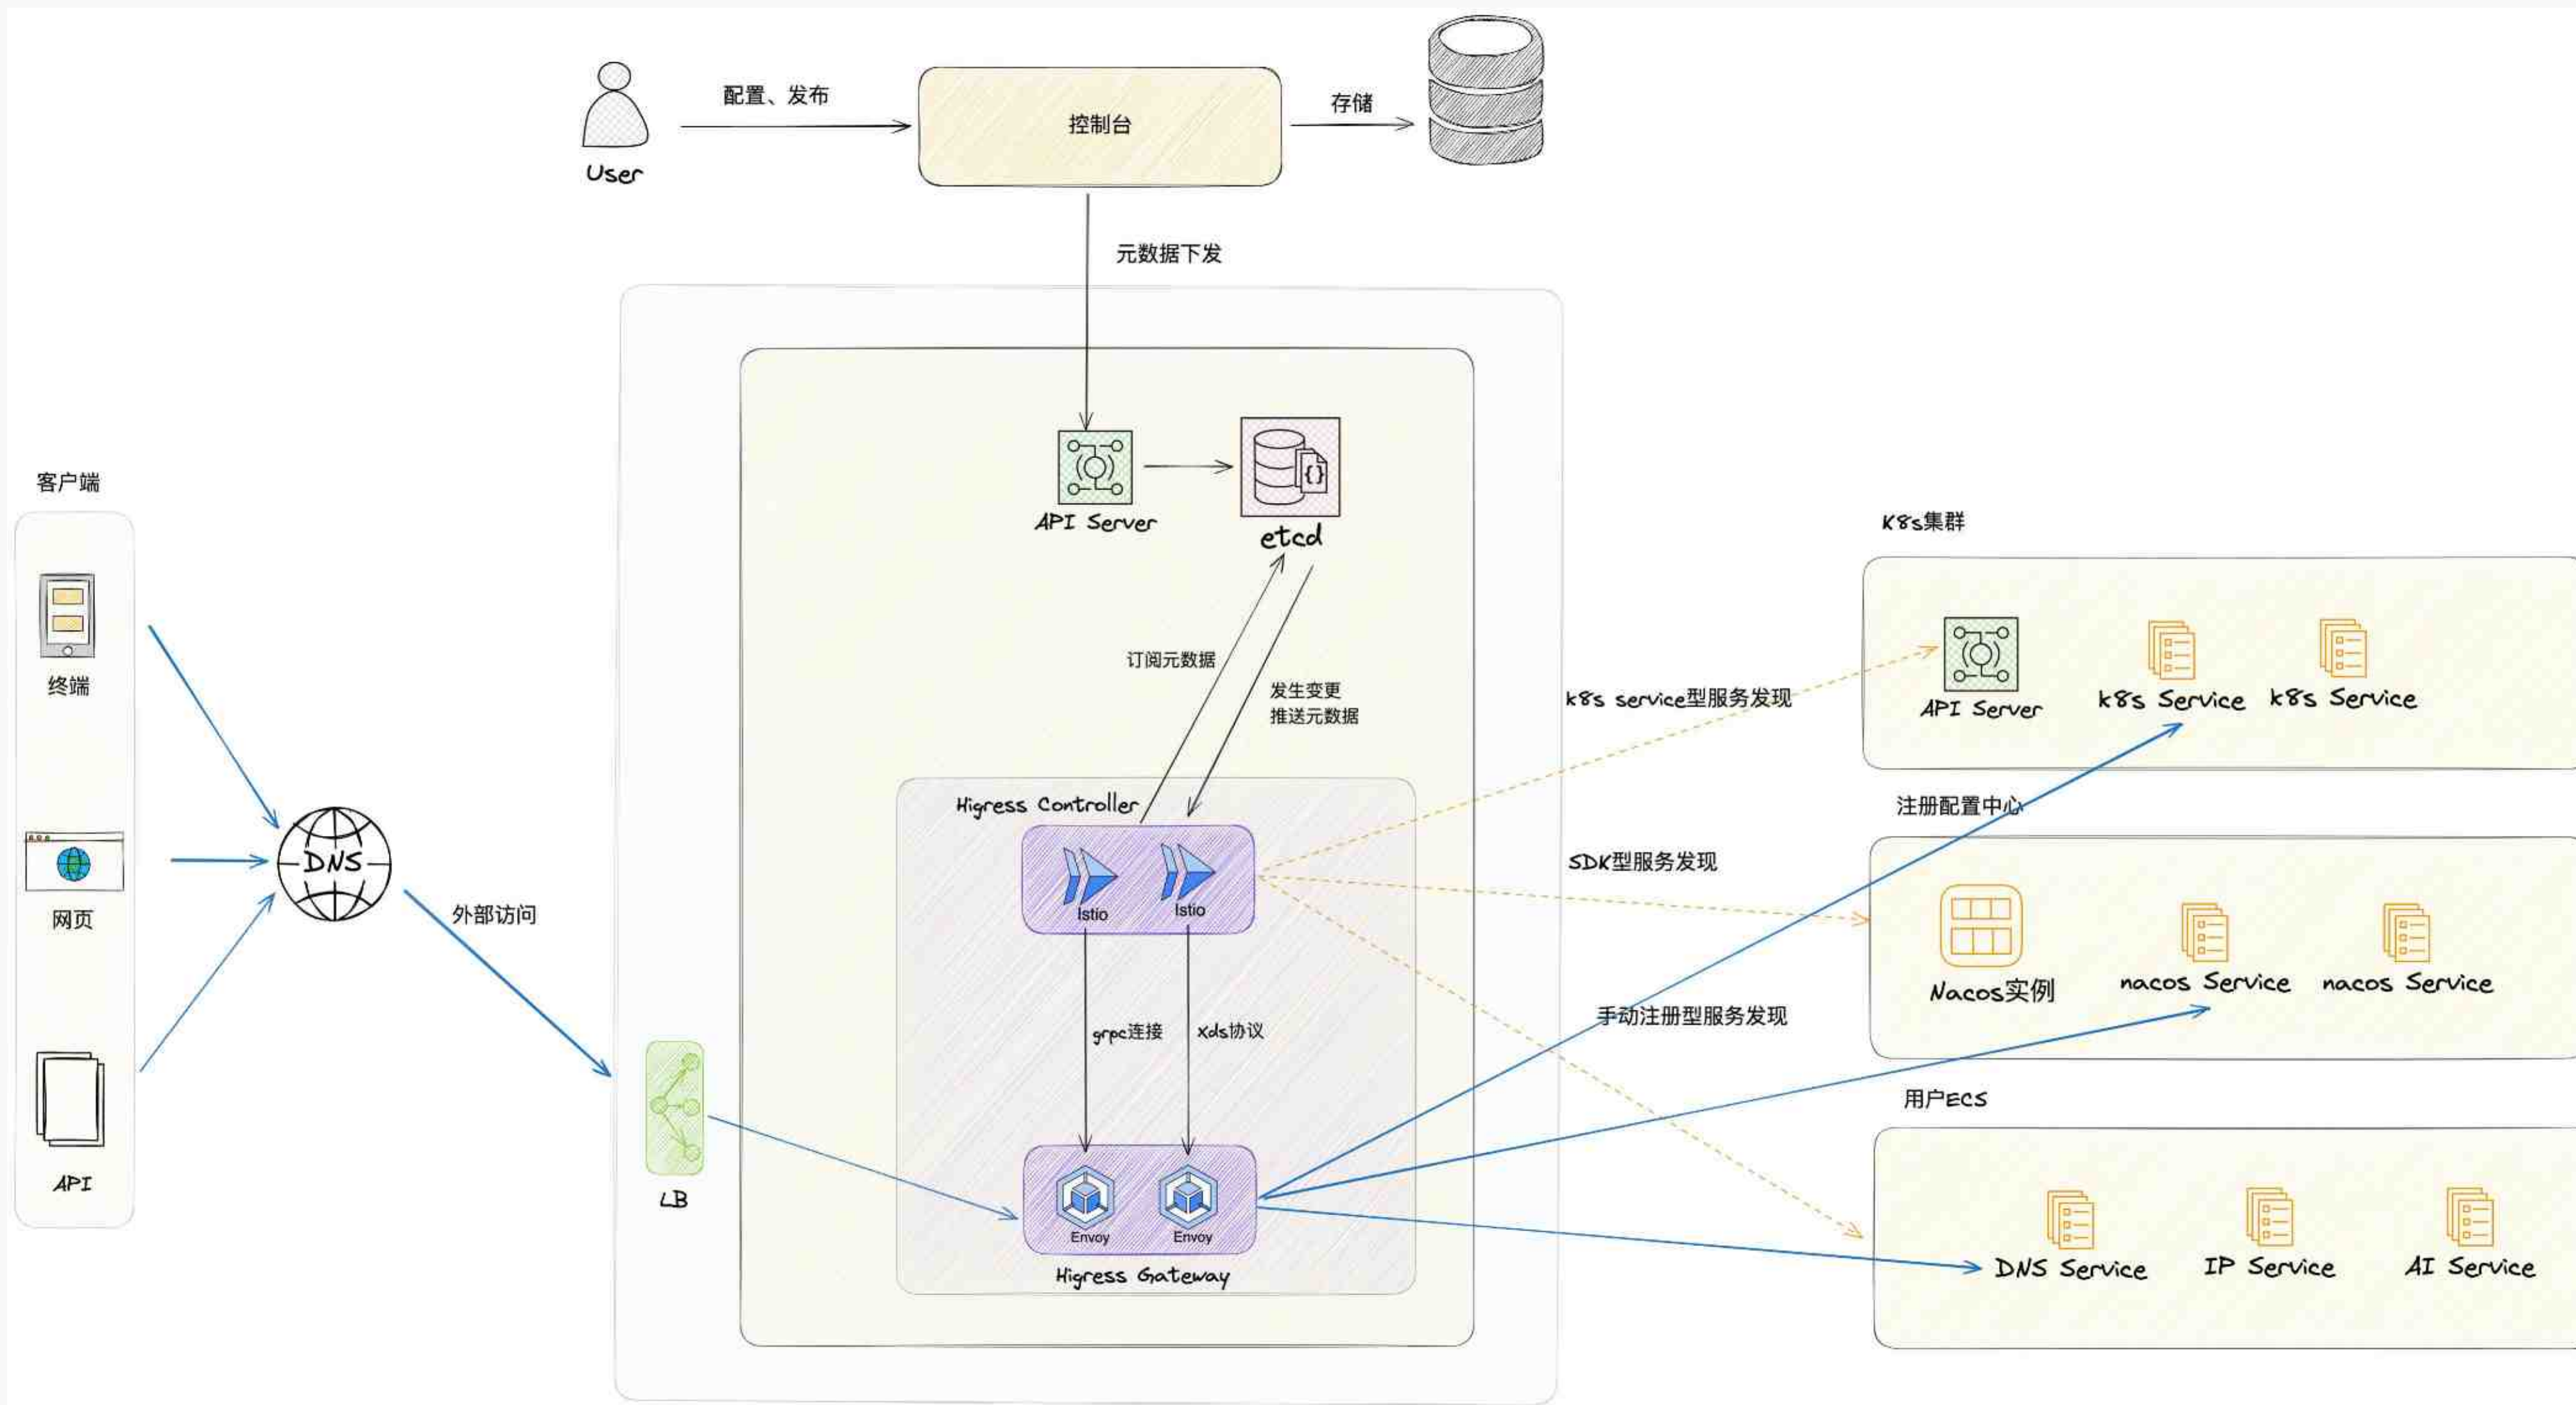 配置、发布
控制台
存储
User
元数据下发
客户端
终端
网页
API
DNS
外部访问
LB
API Server
etcd
订阅元数据
发生变更
推送元数据
Higress Controller
Istio
Istio
grpc连接
xds协议
Envoy
Envoy
Higress Gateway
k8s service型服务发现
SDK型服务发现
手动注册型服务发现
K8s集群
API Server
k8s Service
k8s Service
注册配置中心
Nacos实例
nacos Service
nacos Service
用户ECS
DNS Service
IP Service
AI Service